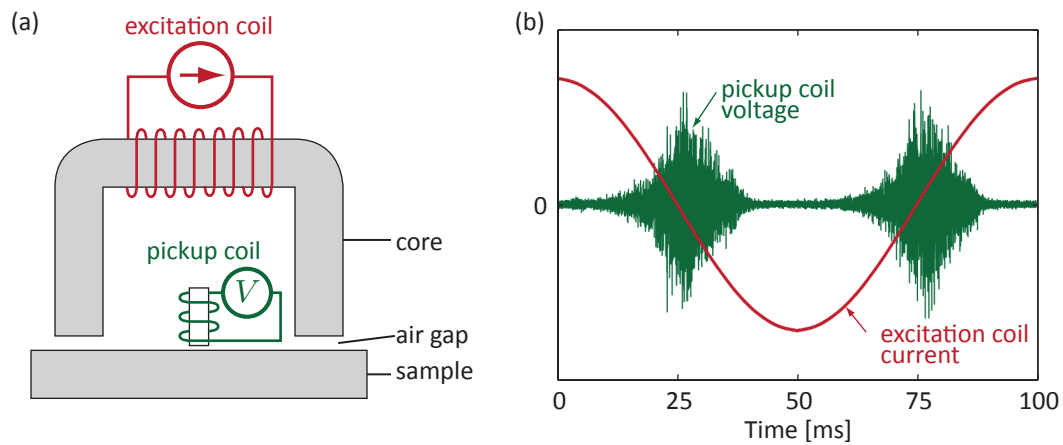 (a)
excitation coil
pickup coil
V
core
air gap
sample
(b)
pickup coil
voltage
0
excitation coil
current
0
25
50
75
100
Time [ms]